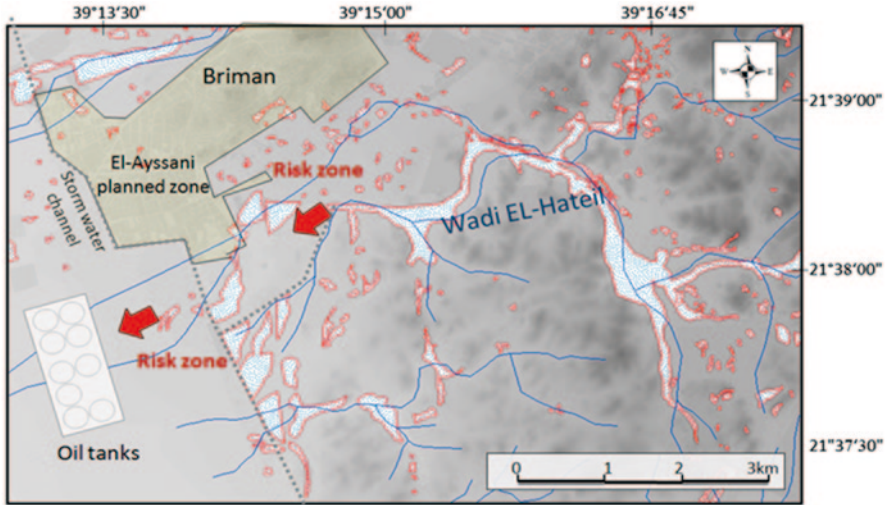 39°13'30"
39°15'00"
39°16'45"
N
W
E
S
Briman
21°39'00"
El-Ayssani
planned zone
Risk zone
Storm water
channel
Wadi EL-Hateil
21°38'00"
Risk zone
Oil tanks
21°37'30"
0
1
2
3km